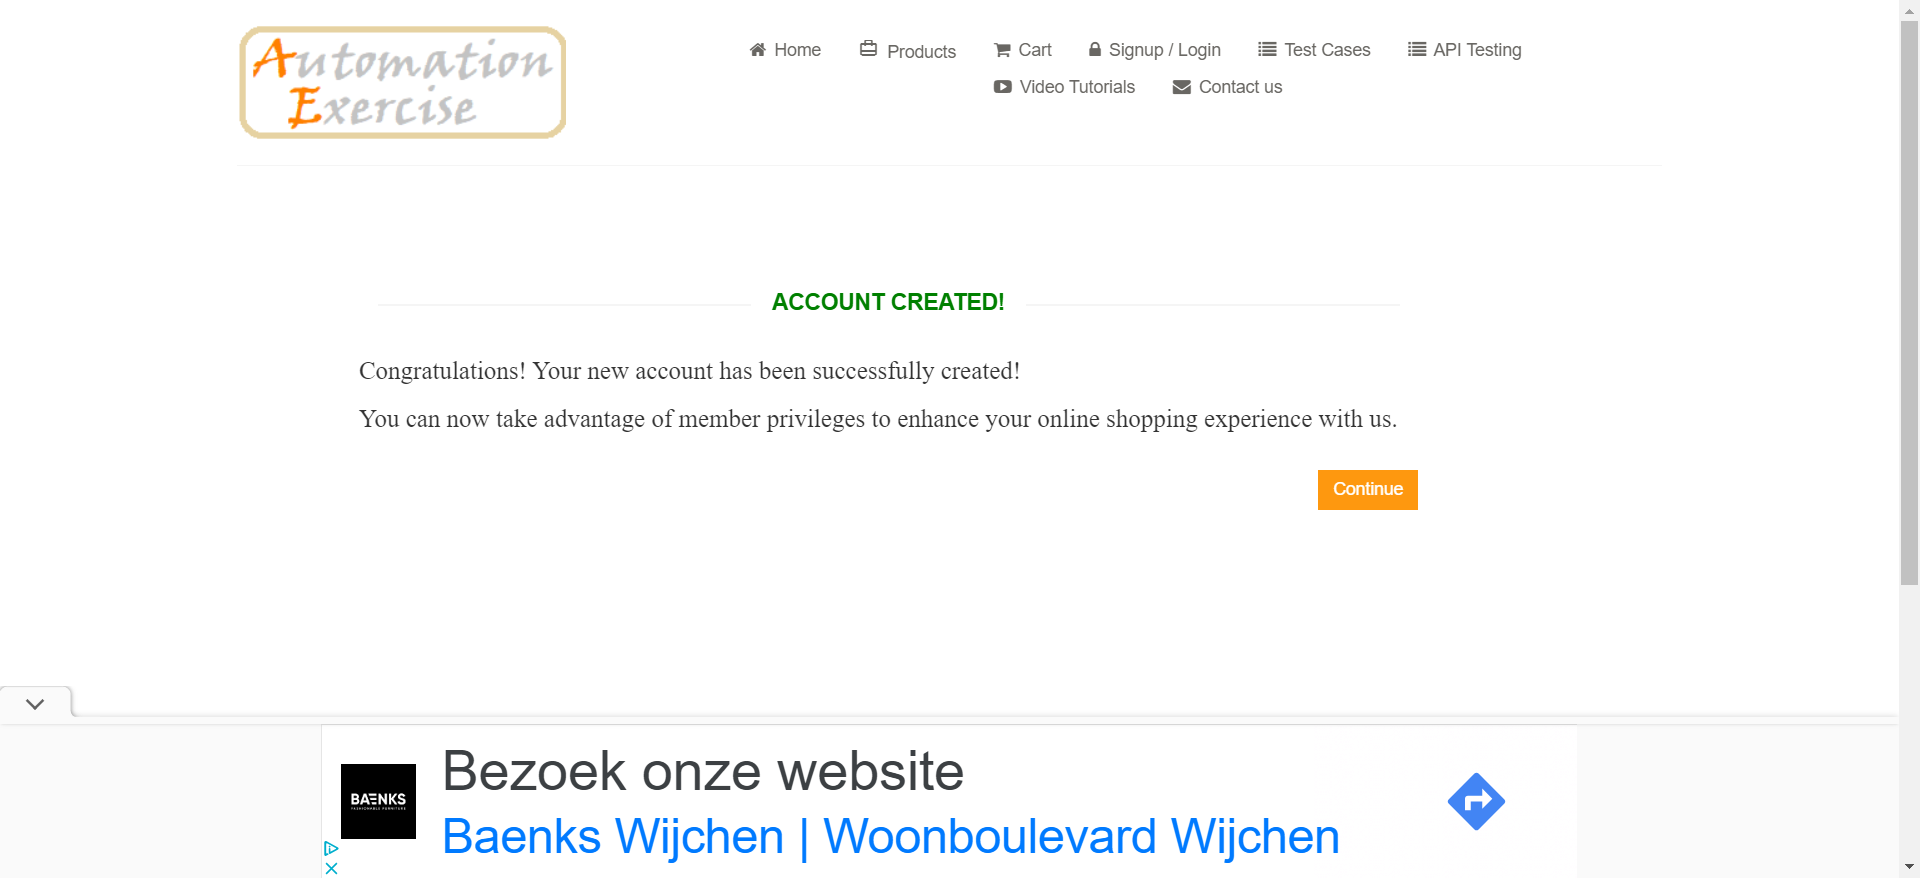 Automation
Exercise
Home
Products
Cart
Signup / Login
Test Cases
API Testing
Video Tutorials
Contact us
ACCOUNT CREATED!
Congratulations! Your new account has been successfully created!
You can now take advantage of member privileges to enhance your online shopping experience with us.
Continue
BAENKS
FASHIONABLE FURNITURE
Bezoek onze website
Baenks Wijchen | Woonboulevard Wijchen